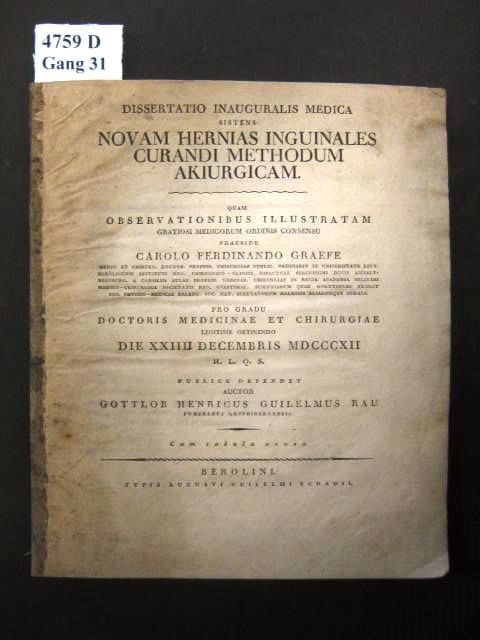 4759 D
Gang 31
DISSERTATIO INAUGURALIS MEDICA
SISTENS
NOVAM HERNIAS INGUINALES
CURANDI METHODUM
AKIURGICAM.
QUAM
OBSERVATIONIBUS ILLUSTRATAM
GRATIOSI MEDICORUM ORDINIS CONSENSU
PRAESIDE
CAROLO FERDINANDO GRAEFE
PRO GRADU
DOCTORIS MEDICINAE ET CHIRURGIAE
LEGITIME OBTINENDO
DIE XXIIII DECEMBRIS MDCCCXII
H. L. Q. S.
PUBLICE DEFENDET
AUCTOR
GOTTLOB HENRICUS GUILELMUS RAU
Cum tabula aenea
BEROLINI.
TYPIS AUGUSTI GUILELMI SCHADII.